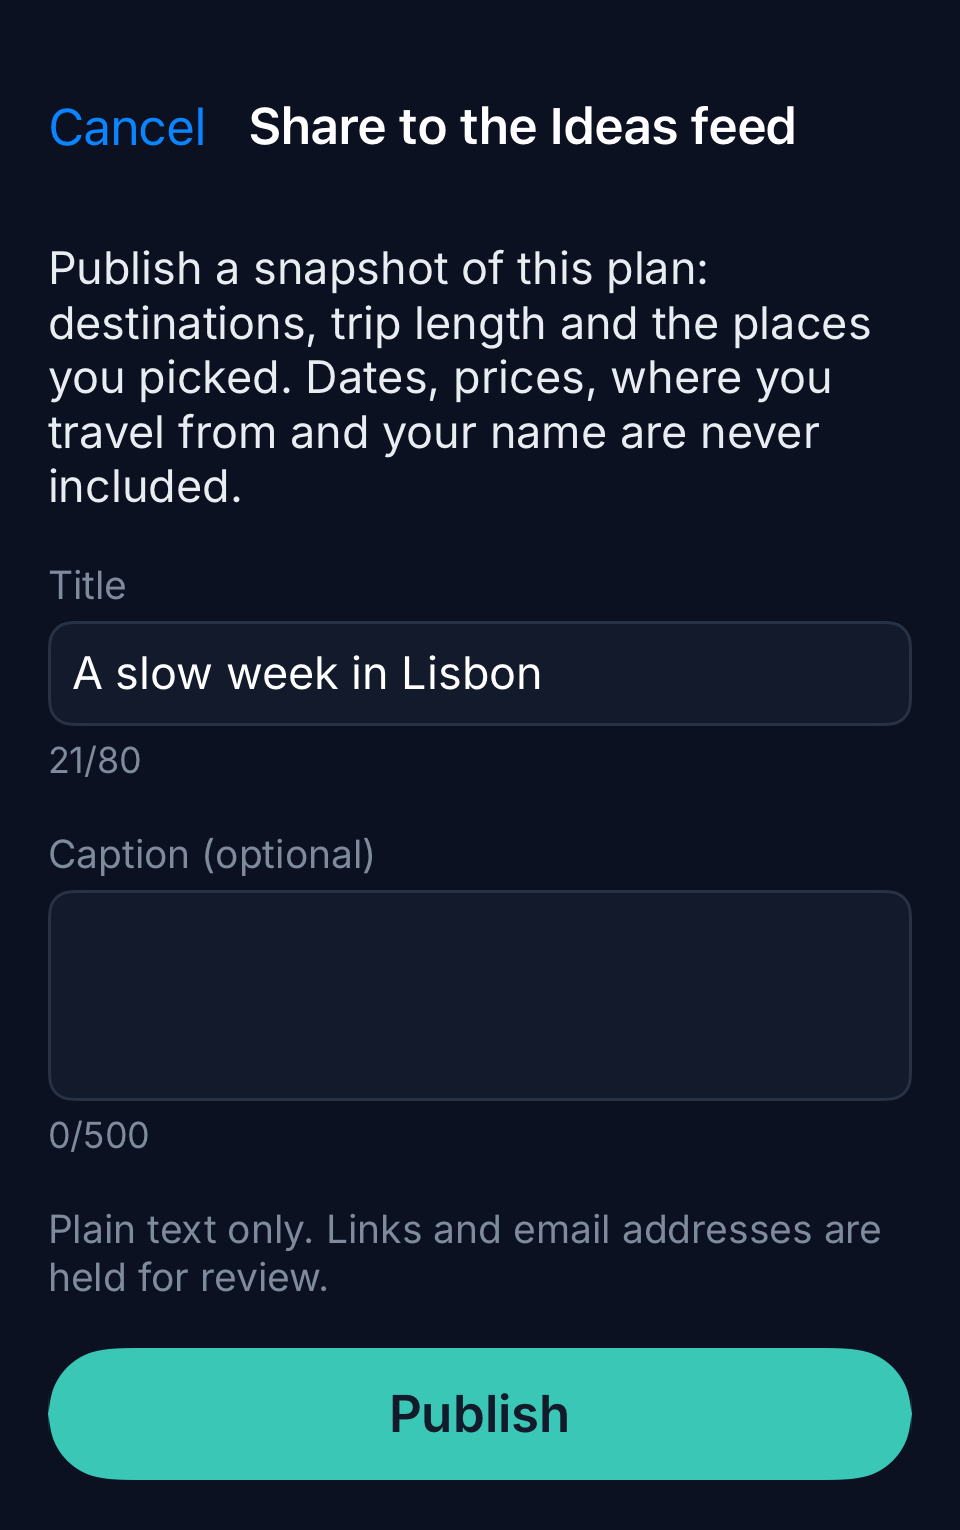 Cancel Share to the Ideas feed
Publish a snapshot of this plan:
destinations, trip length and the places
you picked. Dates, prices, where you
travel from and your name are never
included.
Title
A slow week in Lisbon
21/80
Caption (optional)
0/500
Plain text only. Links and email addresses are
held for review.
Publish